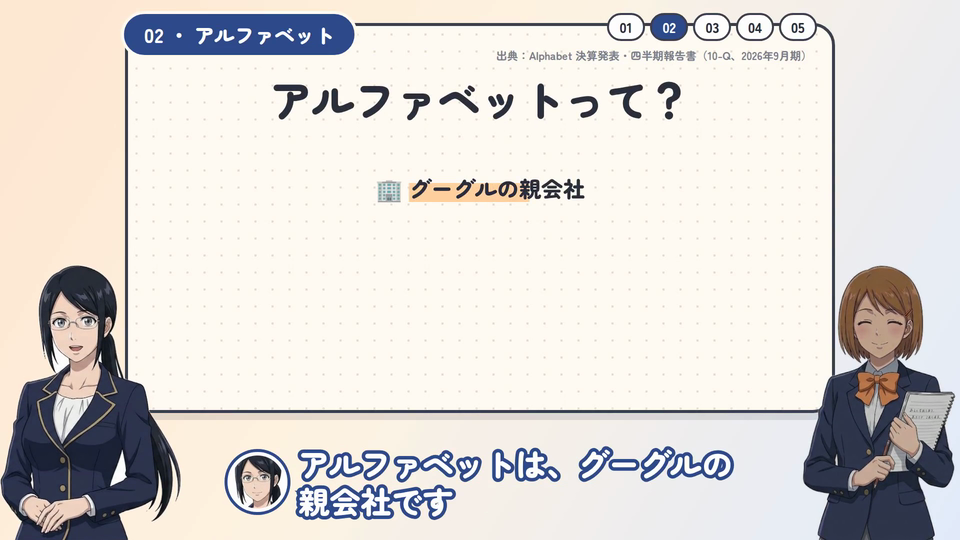 02・アルファベット
01 02 03 04 05
出典：Alphabet 決算発表・四半期報告書（10-Q、2026年9月期）
アルファベットって？
🏢 グーグルの親会社
アルファベットは、グーグルの
親会社です